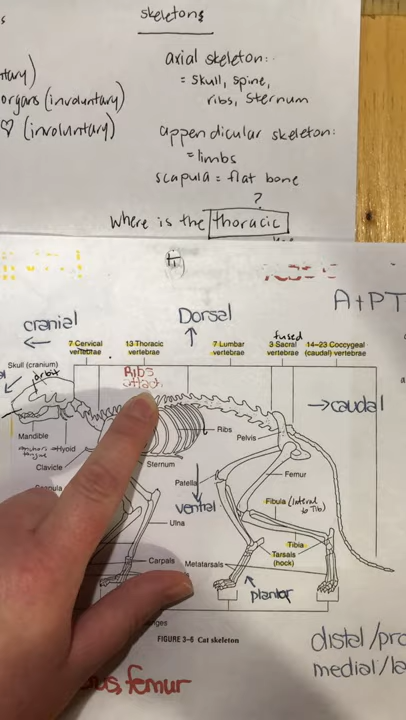 skeletons
axial skeleton:
= skull, spine,
ribs, sternum
organs (involuntary)
(involuntary)
appendicular skeleton:
= limbs
scapula = flat bone
?
Where is the thoracic
A+PT
cranial
Dorsal
fused
7 Cervical vertebrae
13 Thoracic vertebrae
7 Lumbar vertebrae
3 Sacral vertebrae
14–23 Coccygeal (caudal) vertebrae
Skull (cranium)
orbit
Ribs
attach
caudal
Mandible
Hyoid
Ribs
Pelvis
Clavicle
Sternum
Patella
Femur
ventral
Fibula (lateral to Tib)
Ulna
Tibia
Tarsals (hock)
Carpals
Metatarsals
plantar
FIGURE 3–6 Cat skeleton
distal/pro
medial/la
femur